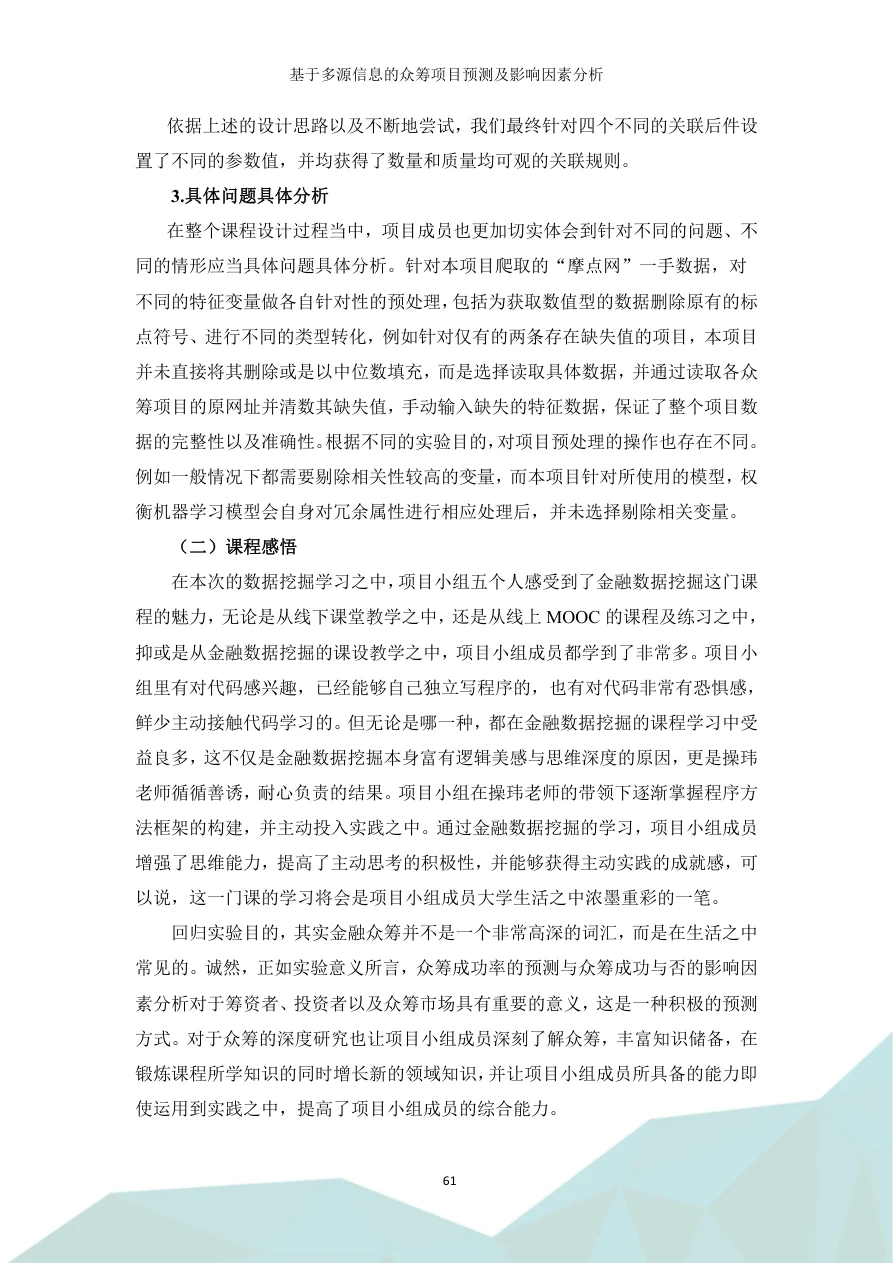 基于多源信息的众筹项目预测及影响因素分析
依据上述的设计思路以及不断地尝试，我们最终针对四个不同的关联后件设
置了不同的参数值，并均获得了数量和质量均可观的关联规则。
3.具体问题具体分析
在整个课程设计过程当中，项目成员也更加切实体会到针对不同的问题、不
同的情形应当具体问题具体分析。针对本项目爬取的“摩点网”一手数据，对
不同的特征变量做各自针对性的预处理，包括为获取数值型的数据删除原有的标
点符号、进行不同的类型转化，例如针对仅有的两条存在缺失值的项目，本项目
并未直接将其删除或是以中位数填充，而是选择读取具体数据，并通过读取各众
筹项目的原网址并清数其缺失值，手动输入缺失的特征数据，保证了整个项目数
据的完整性以及准确性。根据不同的实验目的，对项目预处理的操作也存在不同。
例如一般情况下都需要剔除相关性较高的变量，而本项目针对所使用的模型，权
衡机器学习模型会自身对冗余属性进行相应处理后，并未选择剔除相关变量。
（二）课程感悟
在本次的数据挖掘学习之中，项目小组五个人感受到了金融数据挖掘这门课
程的魅力，无论是从线下课堂教学之中，还是从线上 MOOC 的课程及练习之中，
抑或是从金融数据挖掘的课设教学之中，项目小组成员都学到了非常多。项目小
组里有对代码感兴趣，已经能够自己独立写程序的，也有对代码非常有恐惧感，
鲜少主动接触代码学习的。但无论是哪一种，都在金融数据挖掘的课程学习中受
益良多，这不仅是金融数据挖掘本身富有逻辑美感与思维深度的原因，更是操玮
老师循循善诱，耐心负责的结果。项目小组在操玮老师的带领下逐渐掌握程序方
法框架的构建，并主动投入实践之中。通过金融数据挖掘的学习，项目小组成员
增强了思维能力，提高了主动思考的积极性，并能够获得主动实践的成就感，可
以说，这一门课的学习将会是项目小组成员大学生活之中浓墨重彩的一笔。
回归实验目的，其实金融众筹并不是一个非常高深的词汇，而是在生活之中
常见的。诚然，正如实验意义所言，众筹成功率的预测与众筹成功与否的影响因
素分析对于筹资者、投资者以及众筹市场具有重要的意义，这是一种积极的预测
方式。对于众筹的深度研究也让项目小组成员深刻了解众筹，丰富知识储备，在
锻炼课程所学知识的同时增长新的领域知识，并让项目小组成员所具备的能力即
使运用到实践之中，提高了项目小组成员的综合能力。
61